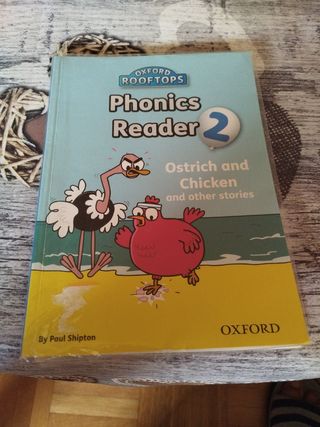 OXFORD
ROOFTOPS
Phonics
Reader 2
Ostrich and
Chicken
and other stories
By Paul Shipton
OXFORD